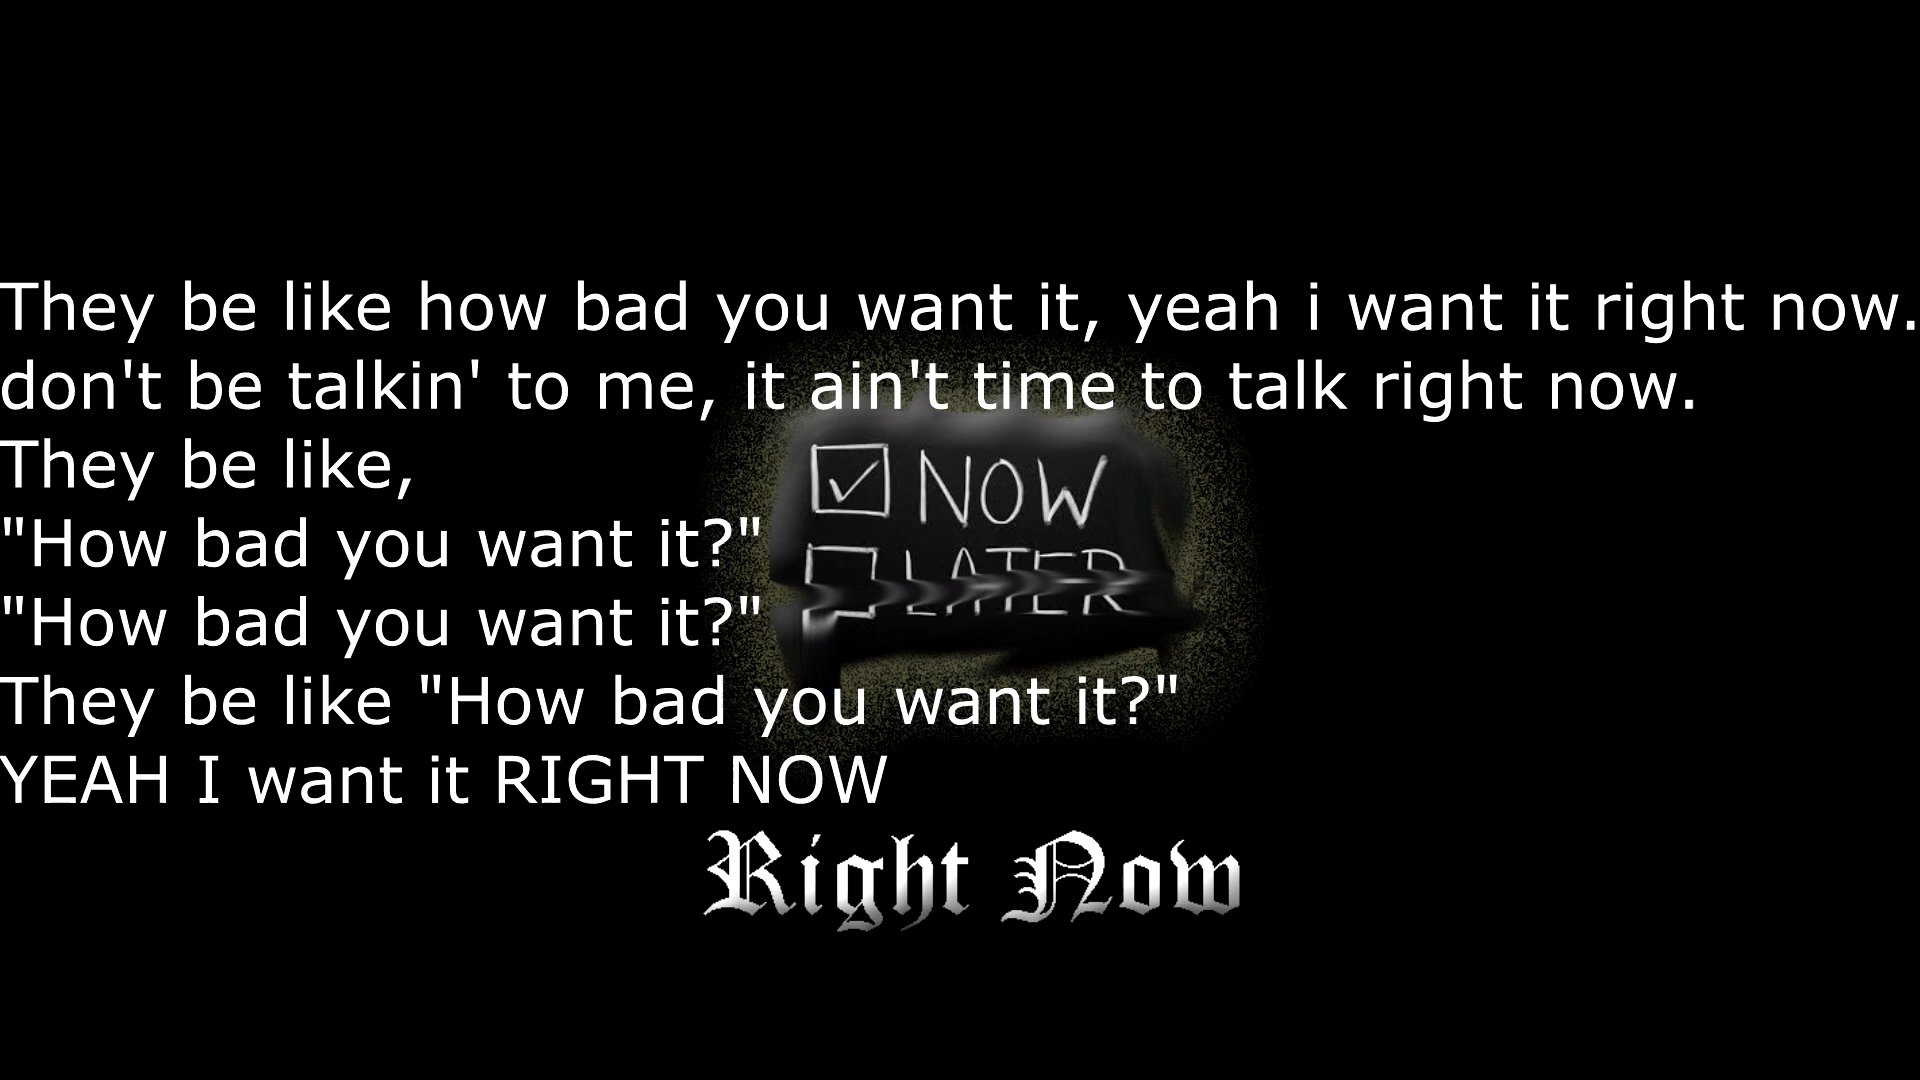 They be like how bad you want it, yeah i want it right now.
don't be talkin' to me, it ain't time to talk right now.
They be like,
"How bad you want it?"
"How bad you want it?"
They be like "How bad you want it?"
YEAH I want it RIGHT NOW
NOW
LATER
Right Now